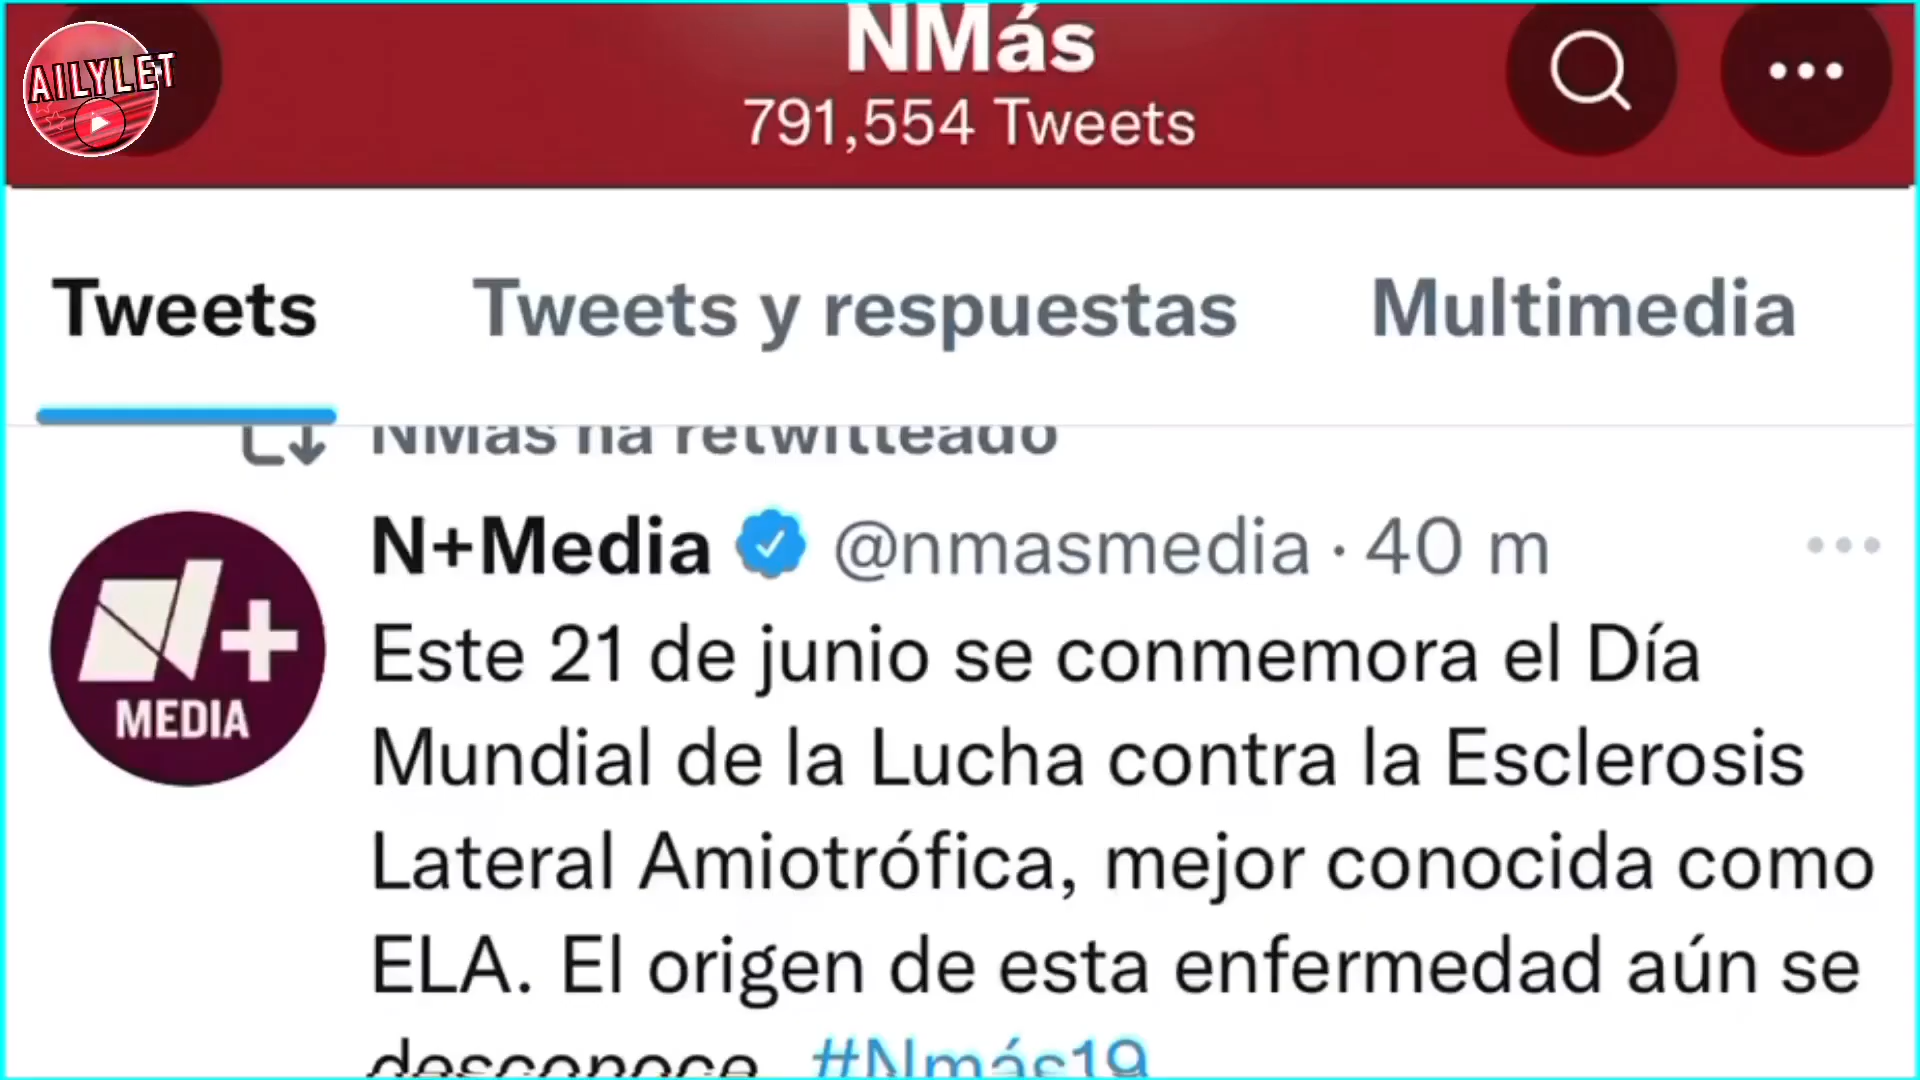 AILYLET
NMás
791,554 Tweets
Tweets Tweets y respuestas Multimedia
NMás ha retwitteado
N+Media @nmasmedia · 40 m
N+
MEDIA
Este 21 de junio se conmemora el Día
Mundial de la Lucha contra la Esclerosis
Lateral Amiotrófica, mejor conocida como
ELA. El origen de esta enfermedad aún se
desconoce. #Nmás19